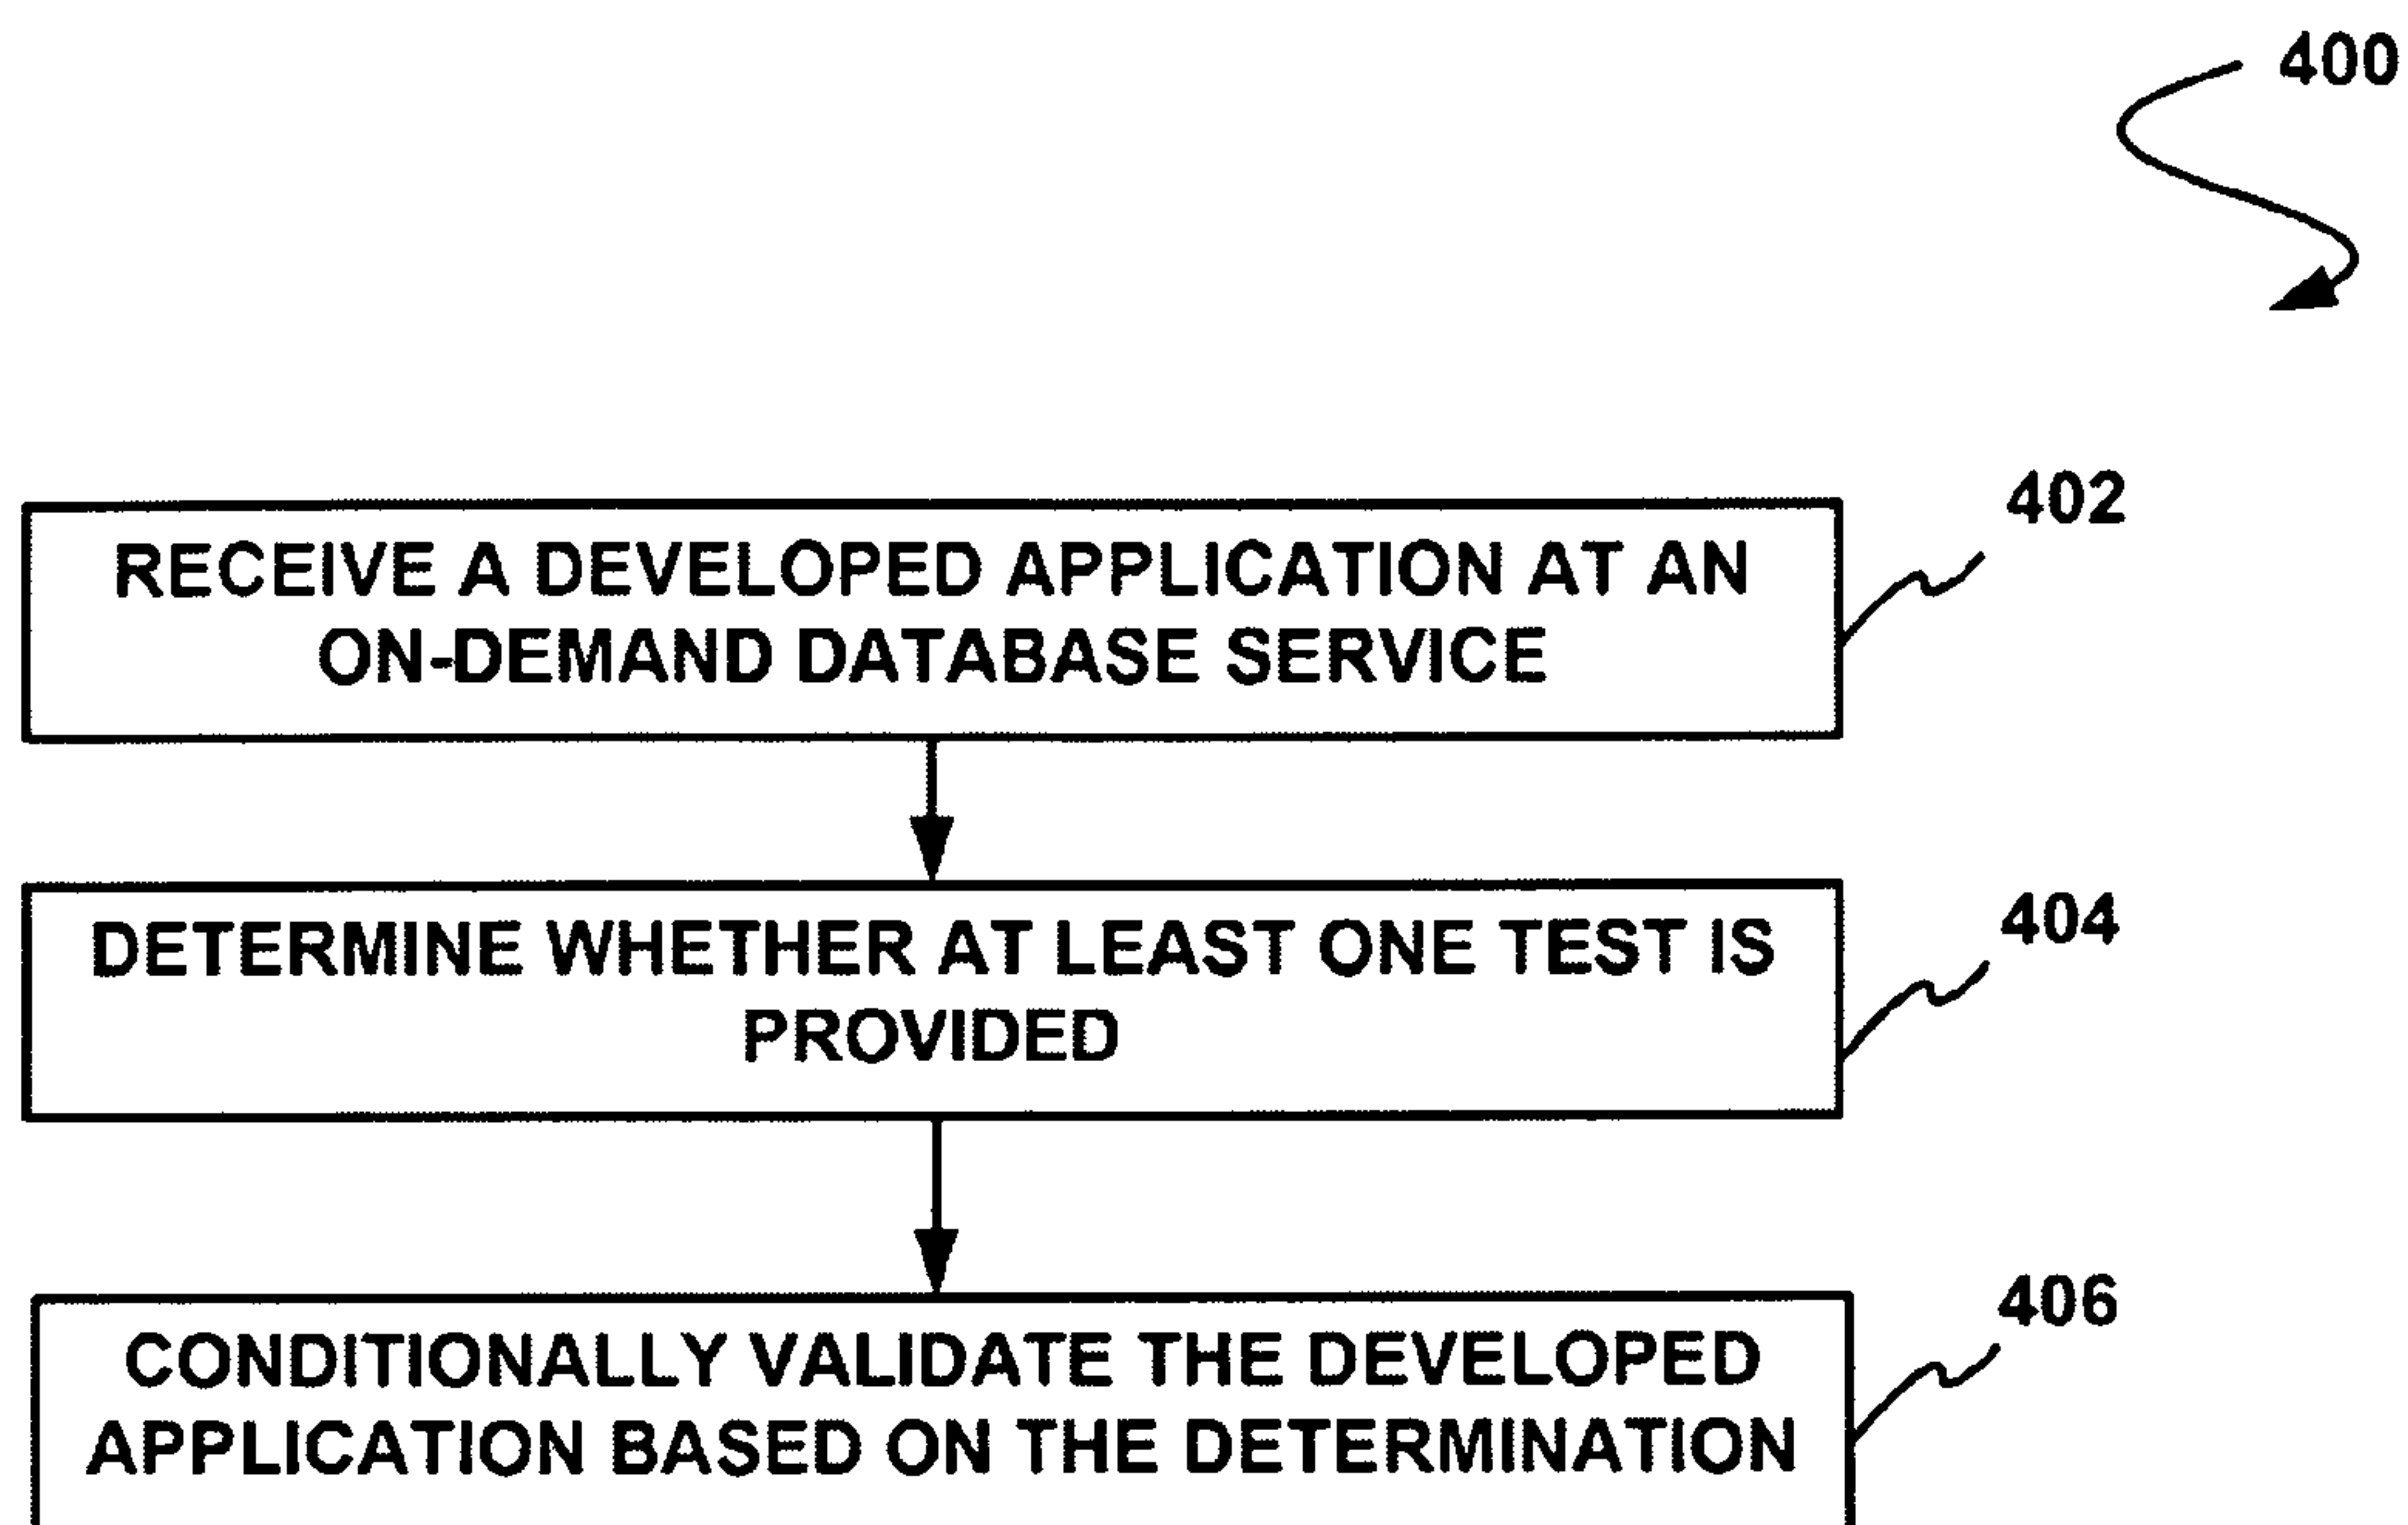 400
402
RECEIVE A DEVELOPED APPLICATION AT AN
ON-DEMAND DATABASE SERVICE
404
DETERMINE WHETHER AT LEAST ONE TEST IS
PROVIDED
406
CONDITIONALLY VALIDATE THE DEVELOPED
APPLICATION BASED ON THE DETERMINATION